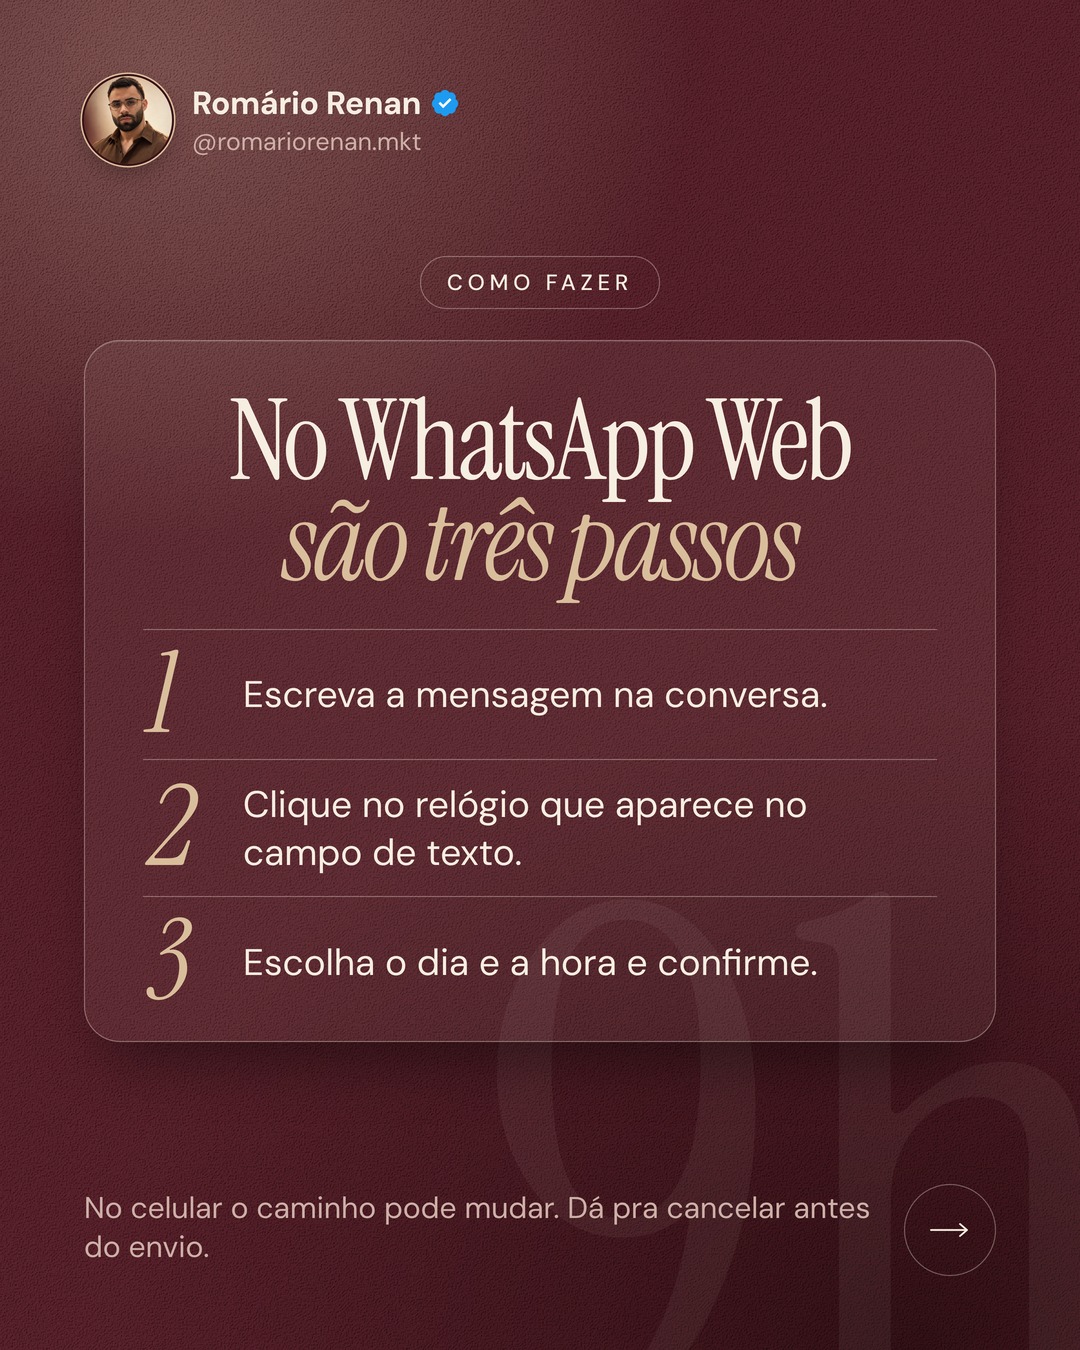 Romário Renan
@romariorenan.mkt
COMO FAZER
No WhatsApp Web
são três passos
1
Escreva a mensagem na conversa.
2
Clique no relógio que aparece no
campo de texto.
3
Escolha o dia e a hora e confirme.
9h
No celular o caminho pode mudar. Dá pra cancelar antes
do envio.